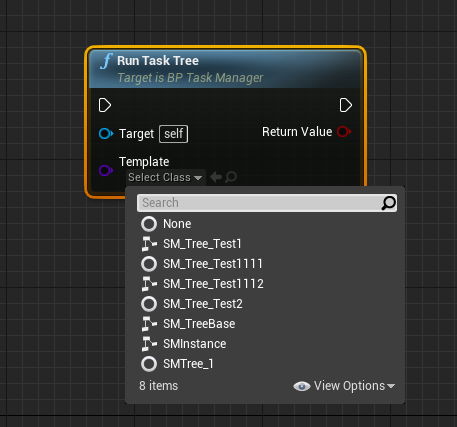 Run Task Tree
Target is BP Task Manager
Target self
Return Value
Template
Select Class
Search
None
SM_Tree_Test1
SM_Tree_Test1111
SM_Tree_Test1112
SM_Tree_Test2
SM_TreeBase
SMInstance
SMTree_1
8 items
View Options